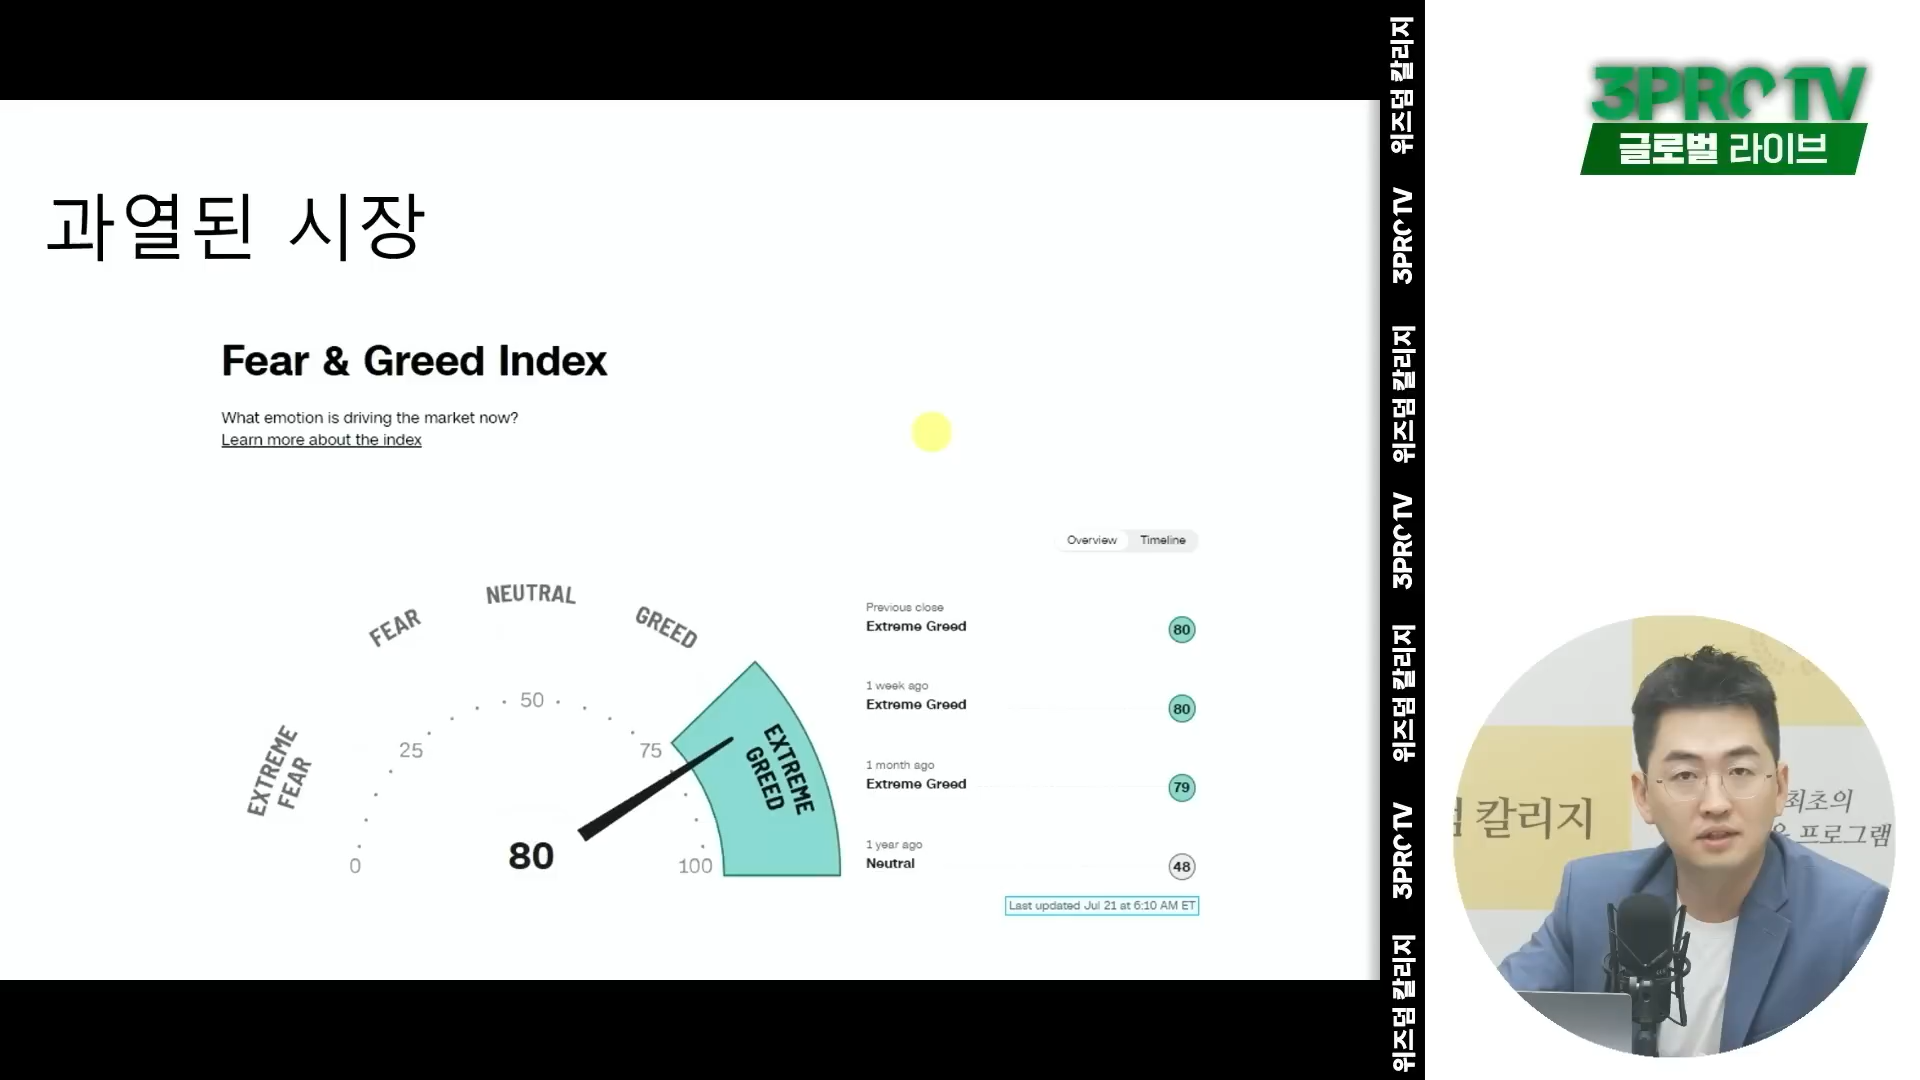 과열된 시장
Fear & Greed Index
What emotion is driving the market now?
Learn more about the index
Overview
Timeline
EXTREME FEAR
FEAR
NEUTRAL
GREED
EXTREME GREED
0
25
50
75
100
80
Previous close
Extreme Greed
80
1 week ago
Extreme Greed
80
1 month ago
Extreme Greed
79
1 year ago
Neutral
48
Last updated Jul 21 at 6:10 AM ET
위즈덤 칼리지
3PROTV
위즈덤 칼리지
3PROTV
위즈덤 칼리지
3PROTV
위즈덤 칼리지
3PROTV
글로벌 라이브
칼리지
최초의
프로그램